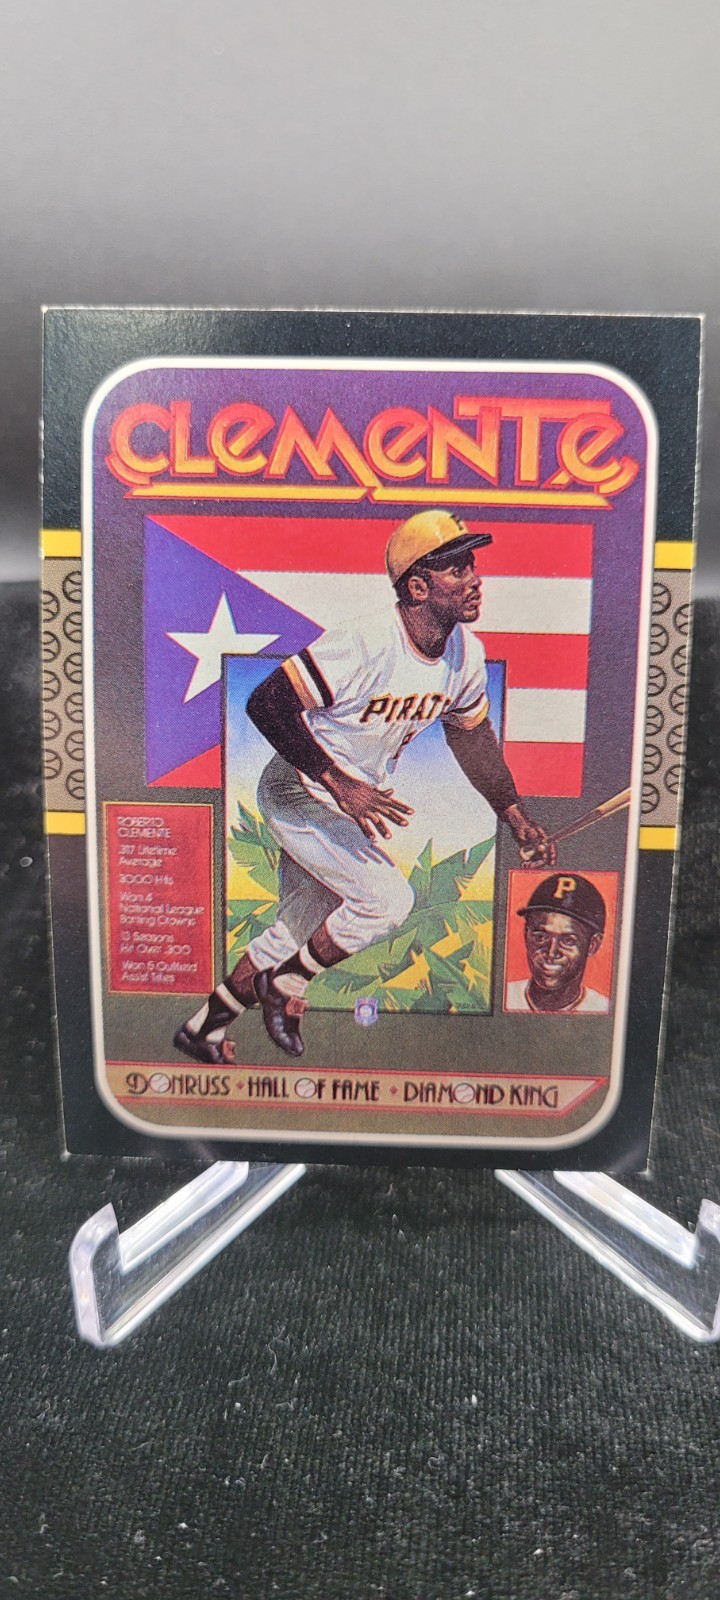 CLEMENTE
P
PIRAT
ROBERTO
CLEMENTE
.317 Lifetime
Average
3000 Hits
Won 4
National League
Batting Crowns
13 Seasons
Hit Over .300
Won 5 Outfield
Assist Titles
P
DONRUSS • HALL OF FAME • DIAMOND KING